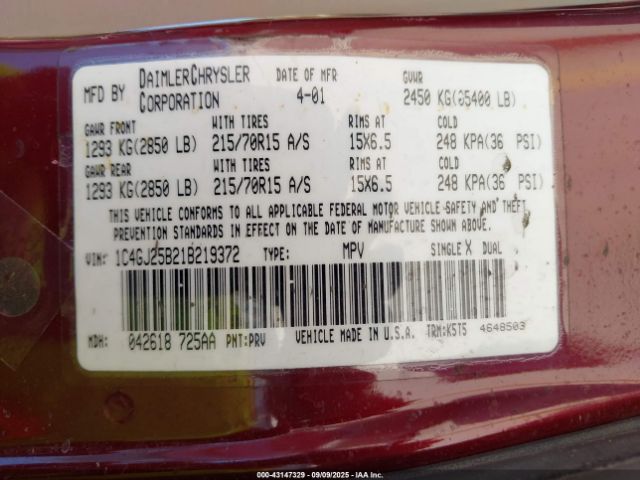 MFD BY DAIMLERCHRYSLER CORPORATION DATE OF MFR 4-01 GVWR 2450 KG(05400 LB)
GAWR FRONT WITH TIRES RIMS AT COLD
1293 KG(2850 LB) 215/70R15 A/S 15X6.5 248 KPA(36 PSI)
GAWR REAR WITH TIRES RIMS AT COLD
1293 KG(2850 LB) 215/70R15 A/S 15X6.5 248 KPA(36 PSI)
THIS VEHICLE CONFORMS TO ALL APPLICABLE FEDERAL MOTOR VEHICLE SAFETY AND THEFT
PREVENTION STANDARDS IN EFFECT ON THE DATE OF MANUFACTURE SHOWN ABOVE.
VIN: 1C4GJ25B21B219372 TYPE: MPV SINGLE X DUAL
MDH: 042618 725AA PNT:PRV VEHICLE MADE IN U.S.A. TRM:K5T5 4648503
000-43147329 - 09/09/2025 - IAAI.COM